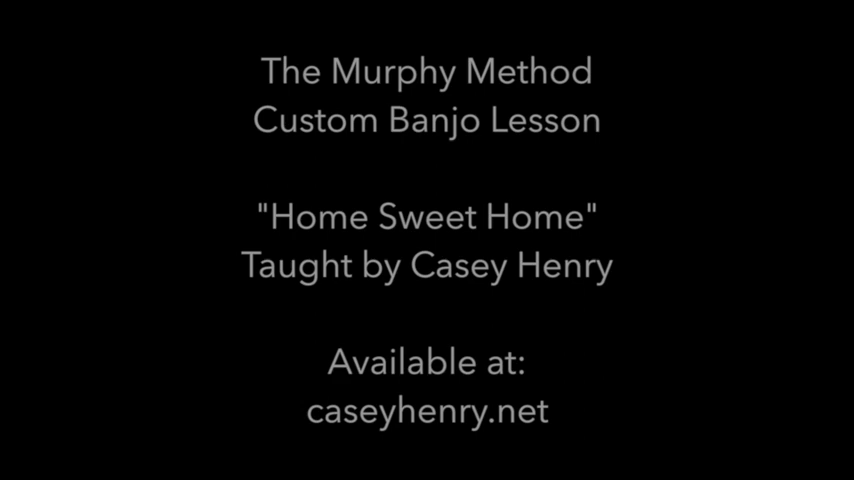 The Murphy Method
Custom Banjo Lesson
"Home Sweet Home"
Taught by Casey Henry
Available at:
caseyhenry.net